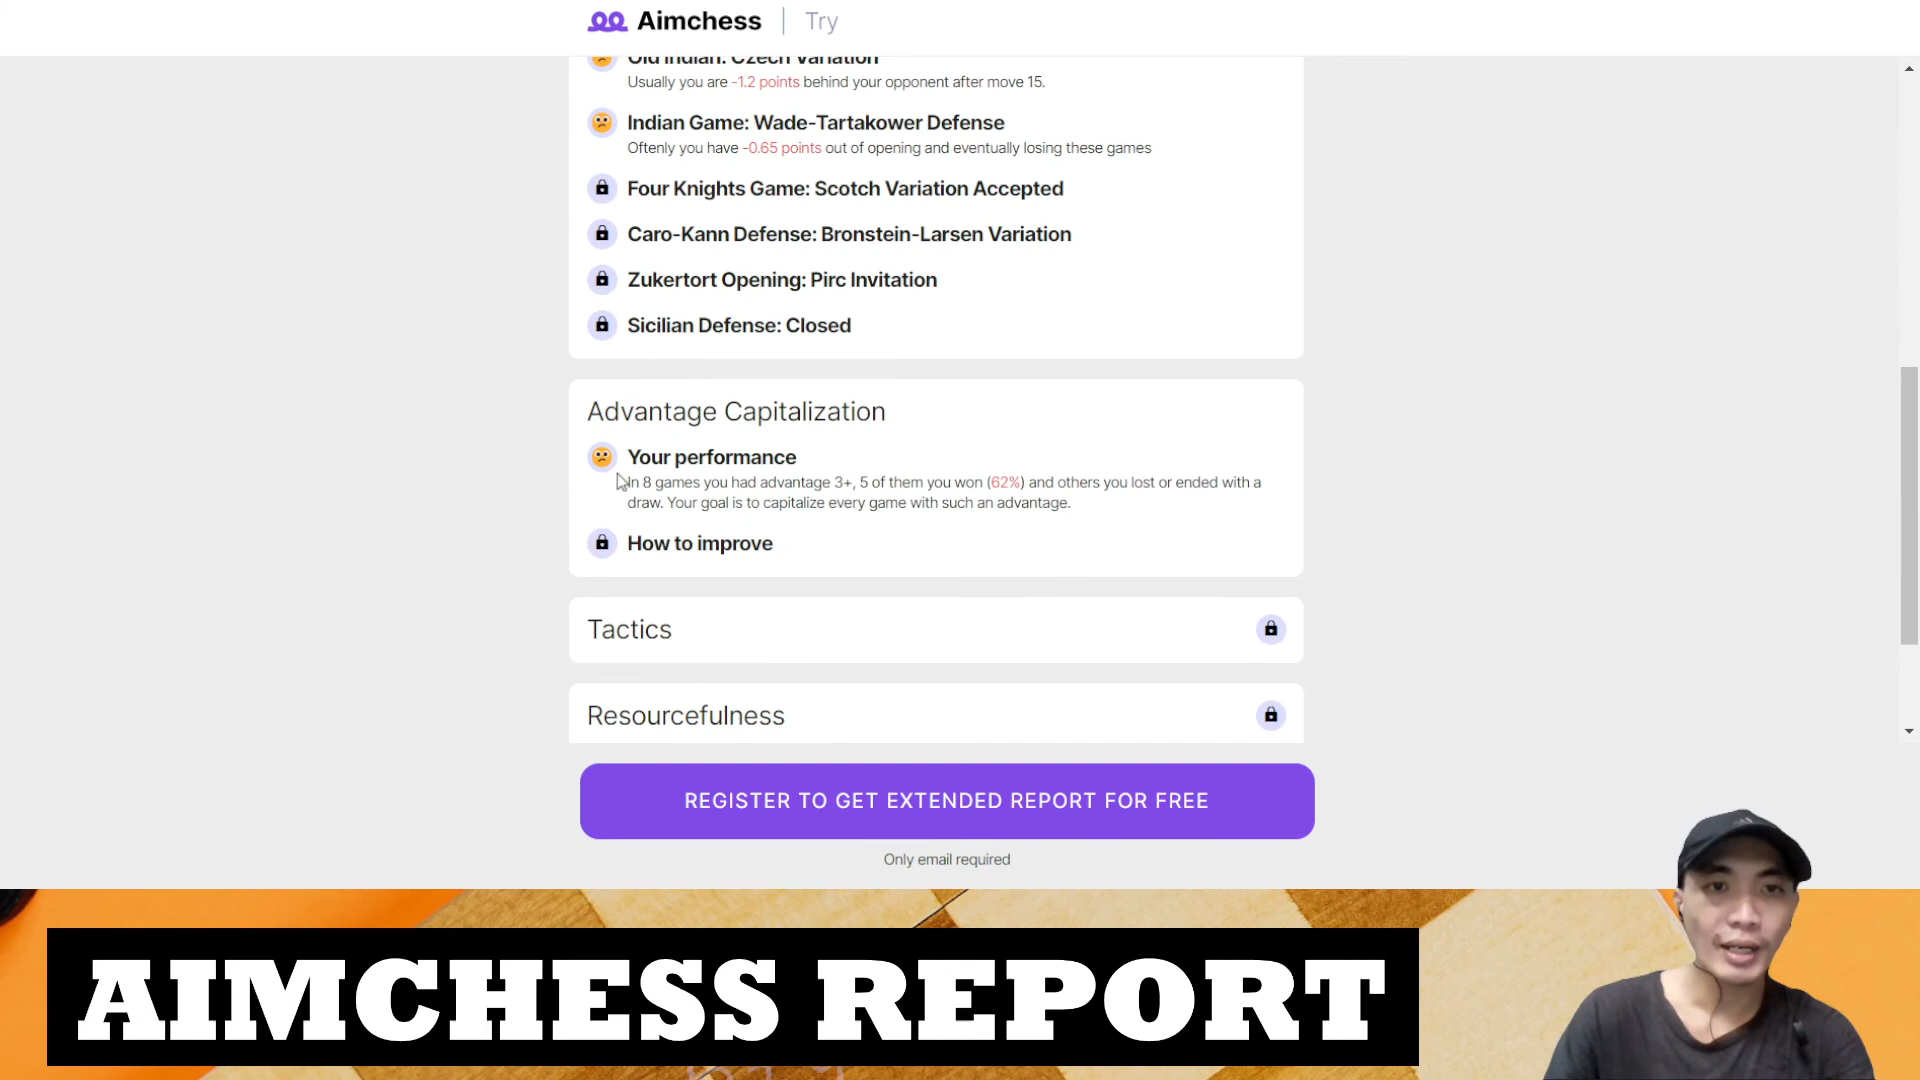 Aimchess | Try
Old Indian: Czech Variation
Usually you are -1.2 points behind your opponent after move 15.
Indian Game: Wade-Tartakower Defense
Oftenly you have -0.65 points out of opening and eventually losing these games
Four Knights Game: Scotch Variation Accepted
Caro-Kann Defense: Bronstein-Larsen Variation
Zukertort Opening: Pirc Invitation
Sicilian Defense: Closed
Advantage Capitalization
Your performance
In 8 games you had advantage 3+, 5 of them you won (62%) and others you lost or ended with a
draw. Your goal is to capitalize every game with such an advantage.
How to improve
Tactics
Resourcefulness
REGISTER TO GET EXTENDED REPORT FOR FREE
Only email required
AIMCHESS REPORT